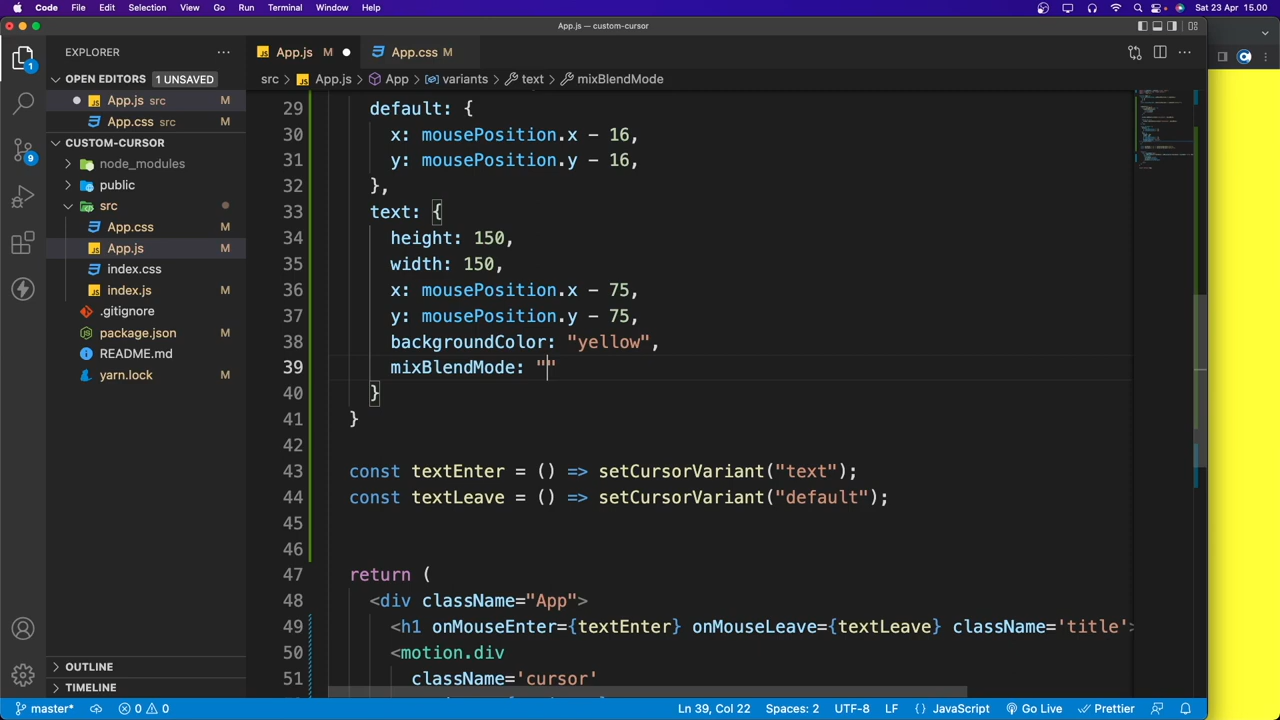 Code File Edit Selection View Go Run Terminal Window Help
Sat 23 Apr 15.00
App.js — custom-cursor
EXPLORER
OPEN EDITORS 1 UNSAVED
App.js src M
App.css src M
CUSTOM-CURSOR
node_modules
public
src
App.css M
App.js M
index.css
index.js M
.gitignore
package.json M
README.md
yarn.lock M
OUTLINE
TIMELINE
1
9
App.js M
App.css M
src > App.js > App > variants > text > mixBlendMode
29 default: {
30 x: mousePosition.x - 16,
31 y: mousePosition.y - 16,
32 },
33 text: {
34 height: 150,
35 width: 150,
36 x: mousePosition.x - 75,
37 y: mousePosition.y - 75,
38 backgroundColor: "yellow",
39 mixBlendMode: ""
40 }
41 }
42
43 const textEnter = () => setCursorVariant("text");
44 const textLeave = () => setCursorVariant("default");
45
46
47 return (
48 <div className="App">
49 <h1 onMouseEnter={textEnter} onMouseLeave={textLeave} className='title'>
50 <motion.div
51 className='cursor'
master* 0 0 Ln 39, Col 22 Spaces: 2 UTF-8 LF {} JavaScript Go Live Prettier